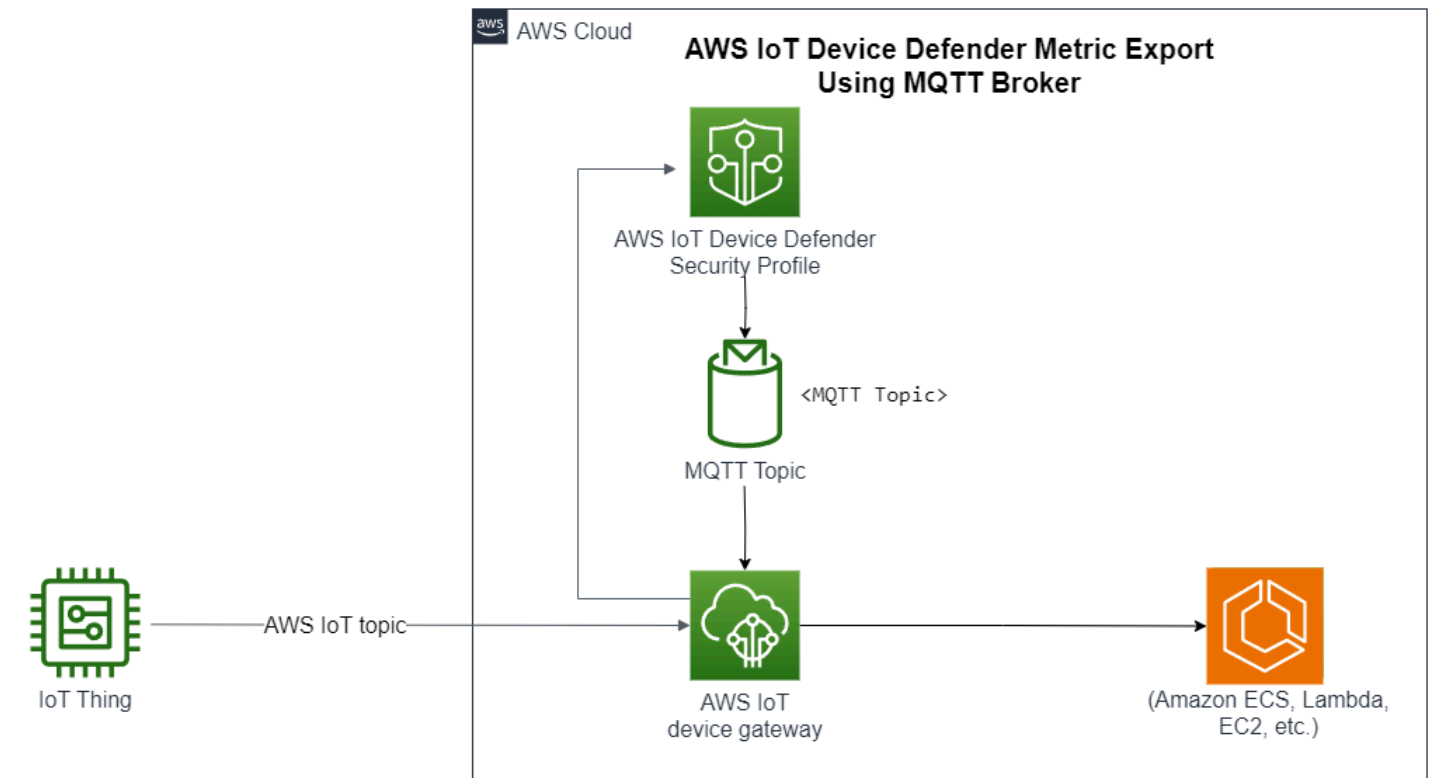 aws
AWS Cloud
AWS IoT Device Defender Metric Export
Using MQTT Broker
AWS IoT Device Defender
Security Profile
<MQTT Topic>
MQTT Topic
AWS IoT topic
IoT Thing
AWS IoT
device gateway
(Amazon ECS, Lambda,
EC2, etc.)